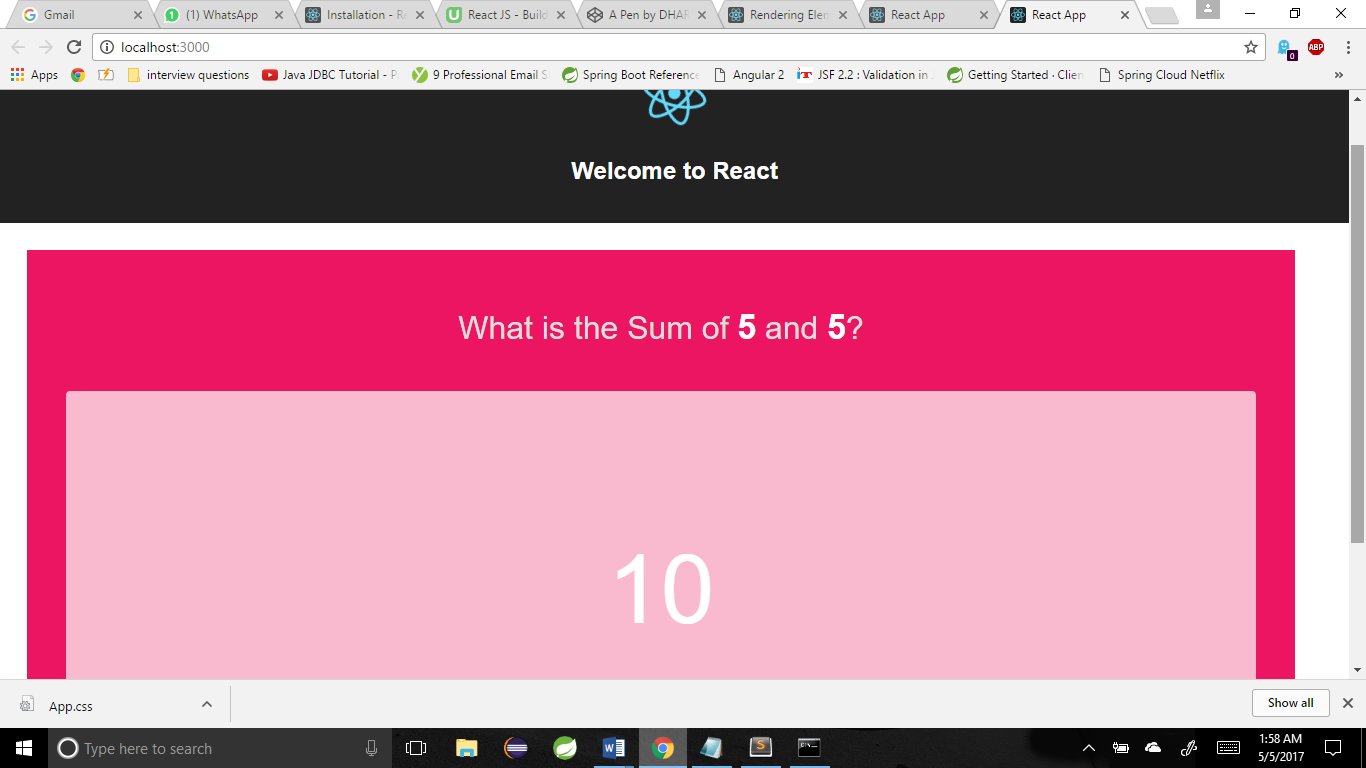 Gmail
(1) WhatsApp
Installation - Re
React JS - Build
A Pen by DHAR
Rendering Elem
React App
React App
localhost:3000
ABP
0
Apps
interview questions
Java JDBC Tutorial - P
9 Professional Email S
Spring Boot Reference
Angular 2
JSF 2.2 : Validation in J
Getting Started · Clien
Spring Cloud Netflix
»
Welcome to React
What is the Sum of 5 and 5?
10
App.css
Show all
Type here to search
1:58 AM
5/5/2017